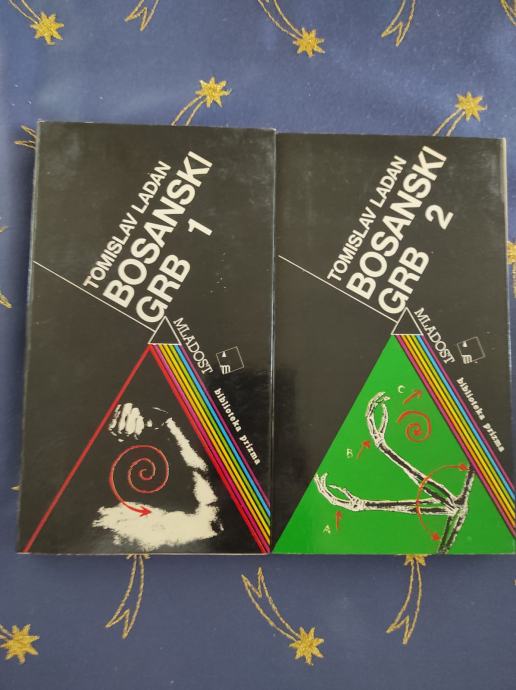 TOMISLAV LADAN
BOSANSKI
GRB 1
MLADOST
biblioteka prizma
TOMISLAV LADAN
BOSANSKI
GRB 2
MLADOST
biblioteka prizma
C
B
A